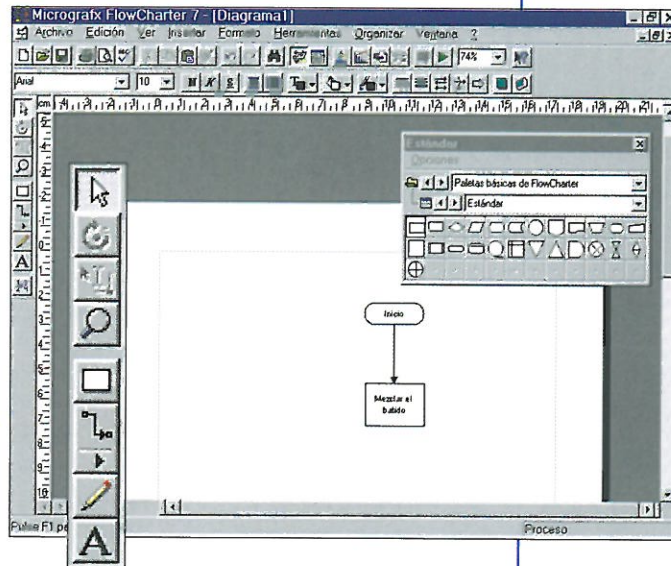 Micrografx FlowCharter 7 - [Diagrama1]
Archivo Edición Ver Insertar Formato Herramientas Organizar Ventana ?
74%
Arial 10 N K S
cm
Estándar
Opciones
Paletas básicas de FlowCharter
Estándar
Inicio
Mezclar el
batido
A
A
Pulse F1 pa
Proceso